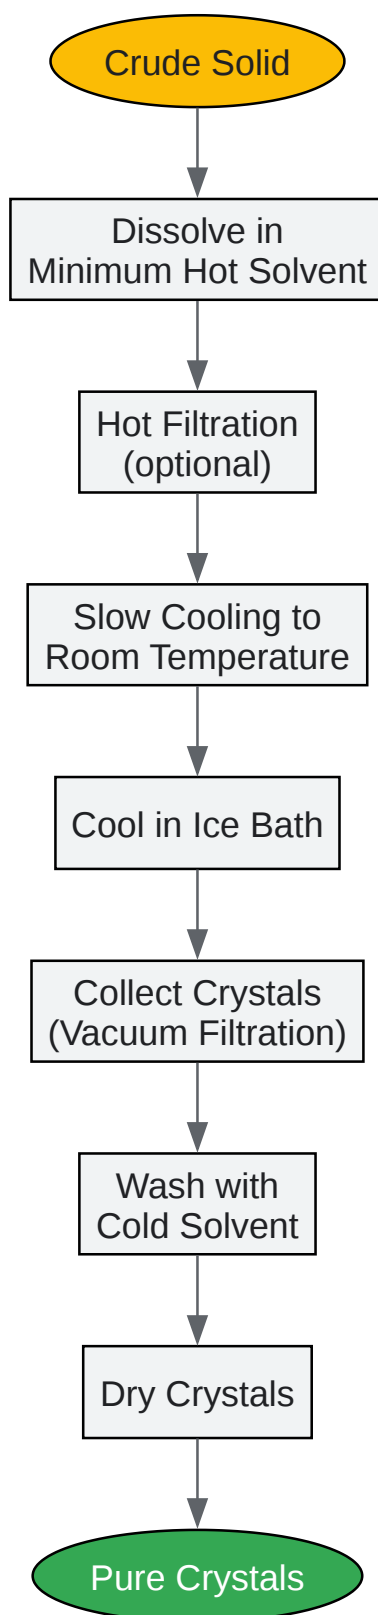 Crude Solid
Dissolve in
Minimum Hot Solvent
Hot Filtration
(optional)
Slow Cooling to
Room Temperature
Cool in Ice Bath
Collect Crystals
(Vacuum Filtration)
Wash with
Cold Solvent
Dry Crystals
Pure Crystals